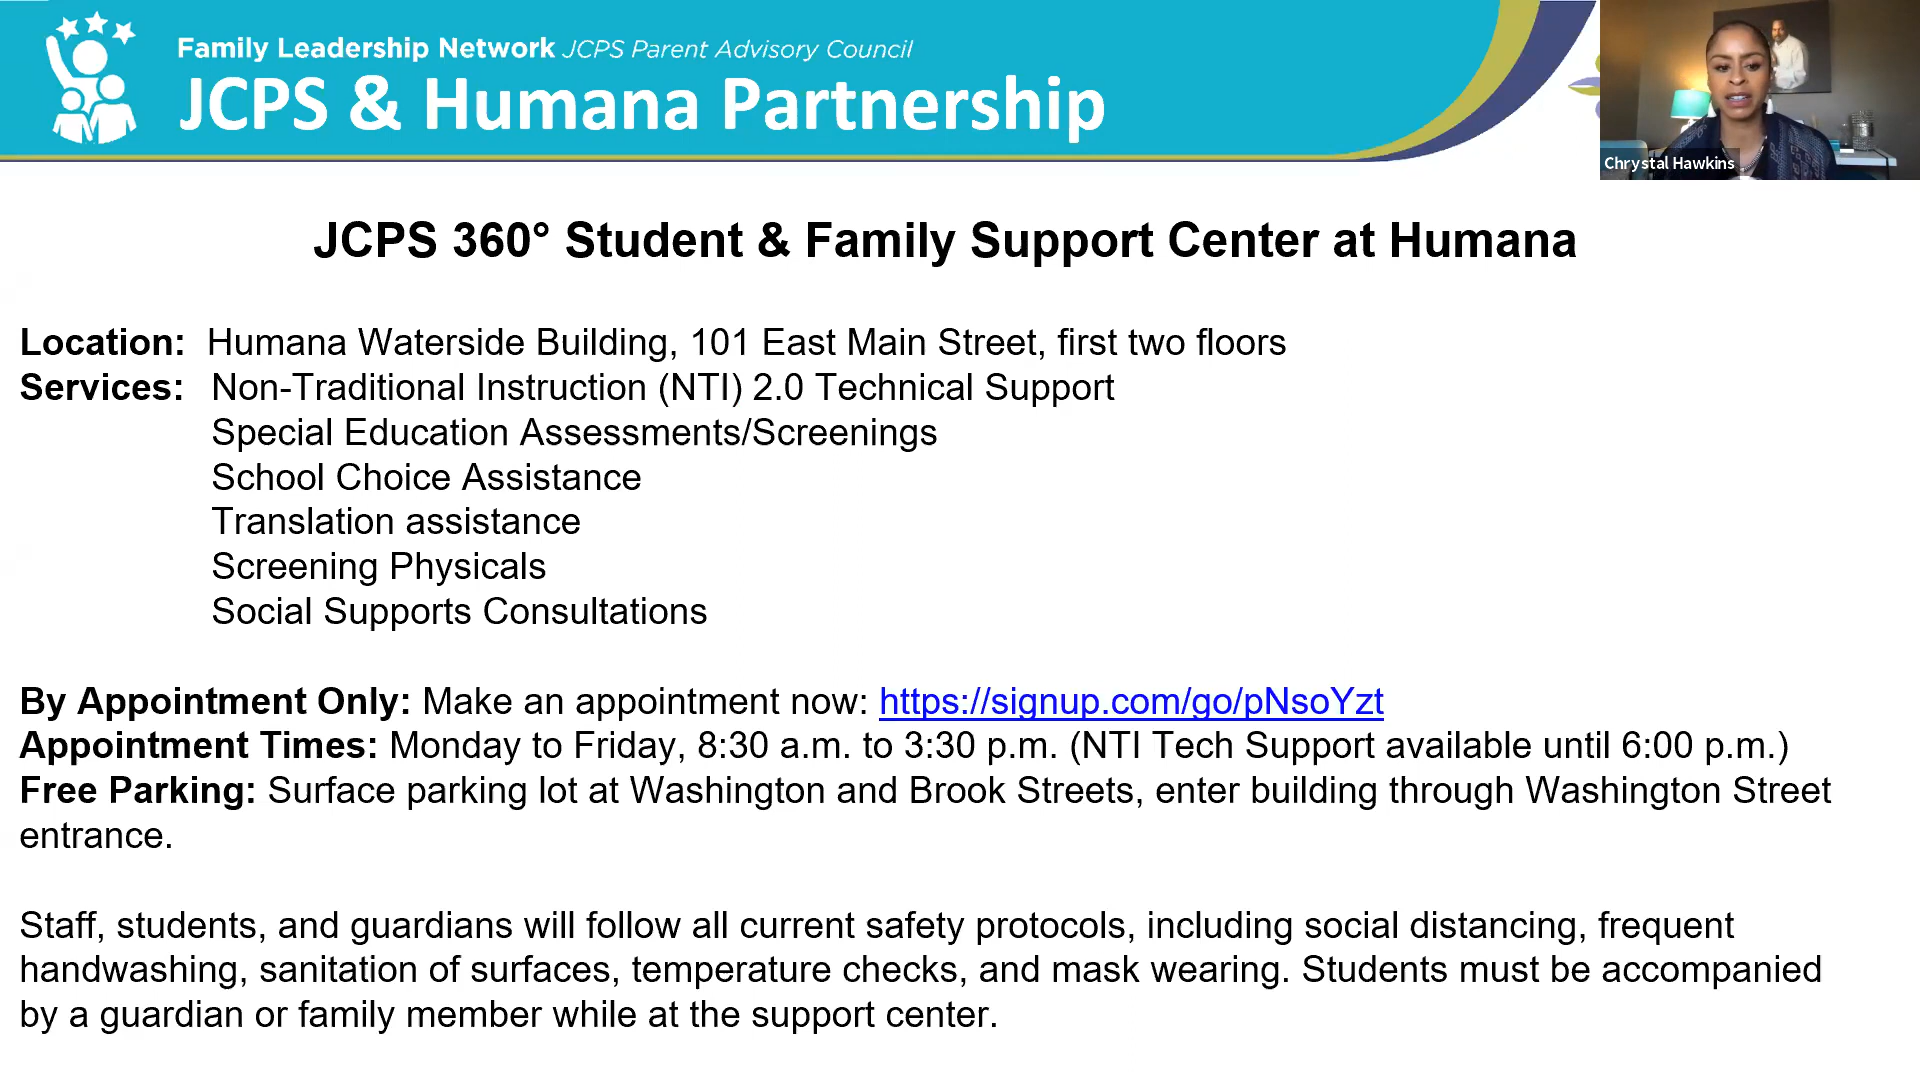 Family Leadership Network JCPS Parent Advisory Council
JCPS & Humana Partnership
Chrystal Hawkins
JCPS 360° Student & Family Support Center at Humana
Location: Humana Waterside Building, 101 East Main Street, first two floors
Services: Non-Traditional Instruction (NTI) 2.0 Technical Support
Special Education Assessments/Screenings
School Choice Assistance
Translation assistance
Screening Physicals
Social Supports Consultations
By Appointment Only: Make an appointment now: https://signup.com/go/pNsoYzt
Appointment Times: Monday to Friday, 8:30 a.m. to 3:30 p.m. (NTI Tech Support available until 6:00 p.m.)
Free Parking: Surface parking lot at Washington and Brook Streets, enter building through Washington Street
entrance.
Staff, students, and guardians will follow all current safety protocols, including social distancing, frequent
handwashing, sanitation of surfaces, temperature checks, and mask wearing. Students must be accompanied
by a guardian or family member while at the support center.